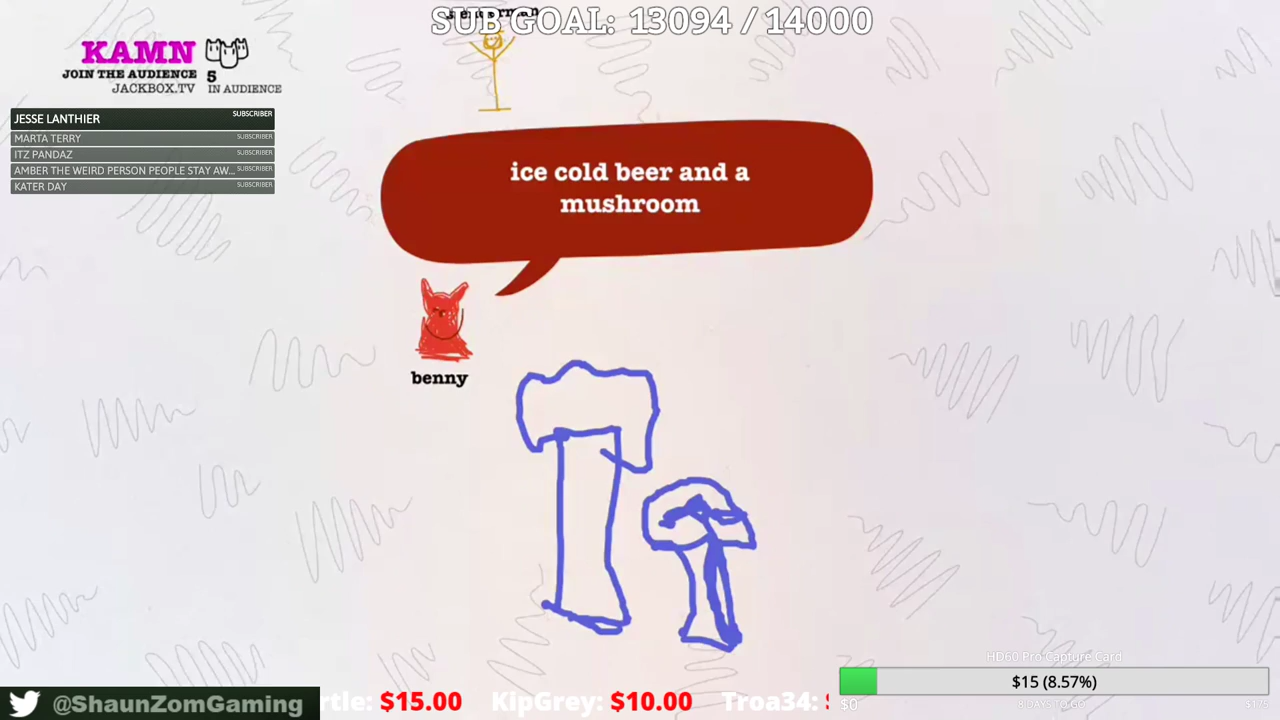 SUB GOAL: 13094 / 14000
KAMN
JOIN THE AUDIENCE 5
JACKBOX.TV IN AUDIENCE
JESSE LANTHIER SUBSCRIBER
MARTA TERRY SUBSCRIBER
ITZ PANDAZ SUBSCRIBER
AMBER THE WEIRD PERSON PEOPLE STAY AW... SUBSCRIBER
KATER DAY SUBSCRIBER
ice cold beer and a
mushroom
benny
HD60 Pro Capture Card
$15 (8.57%)
$0 $175
@ShaunZomGaming
rtle: $15.00 KipGrey: $10.00 Troa34: